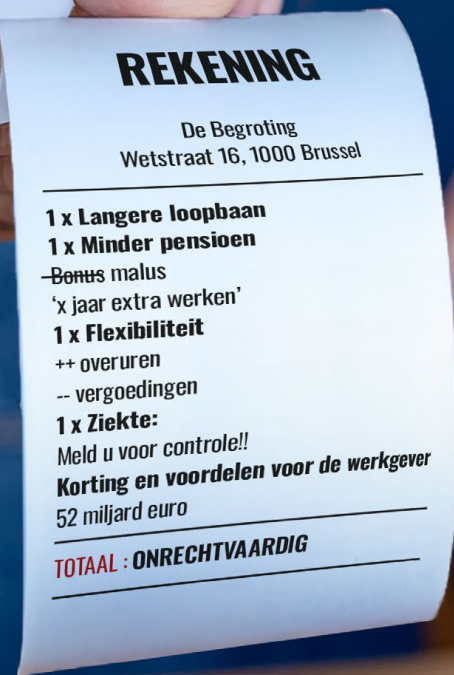 REKENING
De Begroting
Wetstraat 16, 1000 Brussel
1 x Langere loopbaan
1 x Minder pensioen
Bonus malus
‘x jaar extra werken’
1 x Flexibiliteit
++ overuren
-- vergoedingen
1 x Ziekte:
Meld u voor controle!!
Korting en voordelen voor de werkgever
52 miljard euro
TOTAAL : ONRECHTVAARDIG